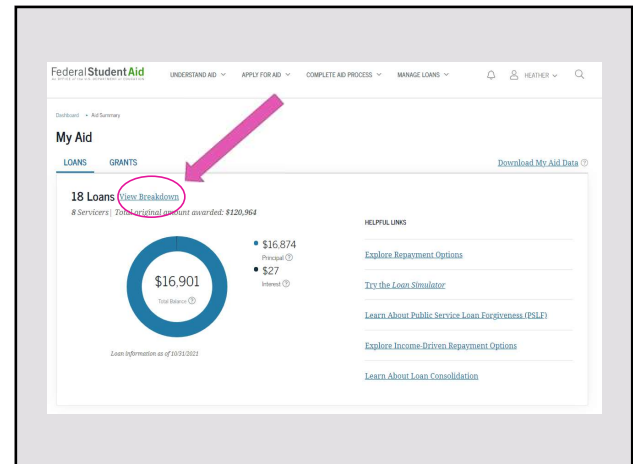 Federal Student Aid
AN OFFICE of the U.S. DEPARTMENT of EDUCATION
UNDERSTAND AID
APPLY FOR AID
COMPLETE AID PROCESS
MANAGE LOANS
HEATHER
Dashboard • Aid Summary
My Aid
LOANS GRANTS
Download My Aid Data ?
18 Loans View Breakdown
8 Servicers | Total original amount awarded: $120,964
$16,874
Principal ?
$27
Interest ?
$16,901
Total Balance ?
Loan information as of 10/31/2021
HELPFUL LINKS
Explore Repayment Options
Try the Loan Simulator
Learn About Public Service Loan Forgiveness (PSLF)
Explore Income-Driven Repayment Options
Learn About Loan Consolidation